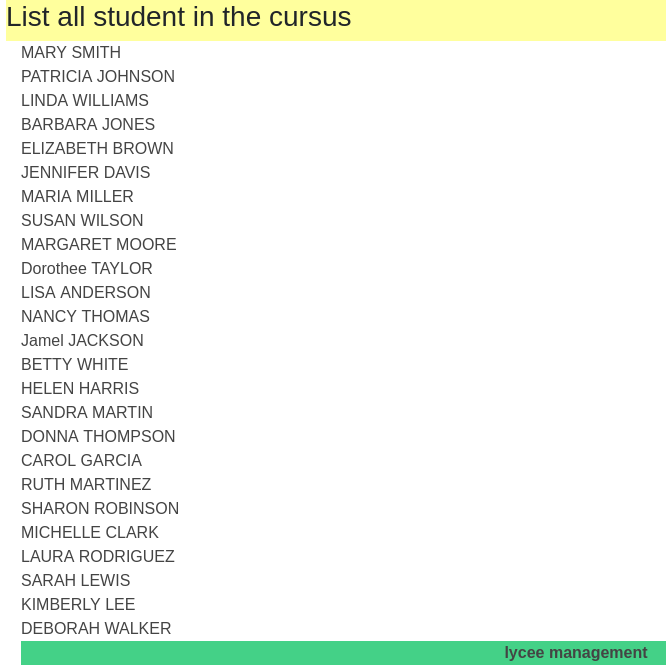 List all student in the cursus
MARY SMITH
PATRICIA JOHNSON
LINDA WILLIAMS
BARBARA JONES
ELIZABETH BROWN
JENNIFER DAVIS
MARIA MILLER
SUSAN WILSON
MARGARET MOORE
Dorothee TAYLOR
LISA ANDERSON
NANCY THOMAS
Jamel JACKSON
BETTY WHITE
HELEN HARRIS
SANDRA MARTIN
DONNA THOMPSON
CAROL GARCIA
RUTH MARTINEZ
SHARON ROBINSON
MICHELLE CLARK
LAURA RODRIGUEZ
SARAH LEWIS
KIMBERLY LEE
DEBORAH WALKER
lycee management